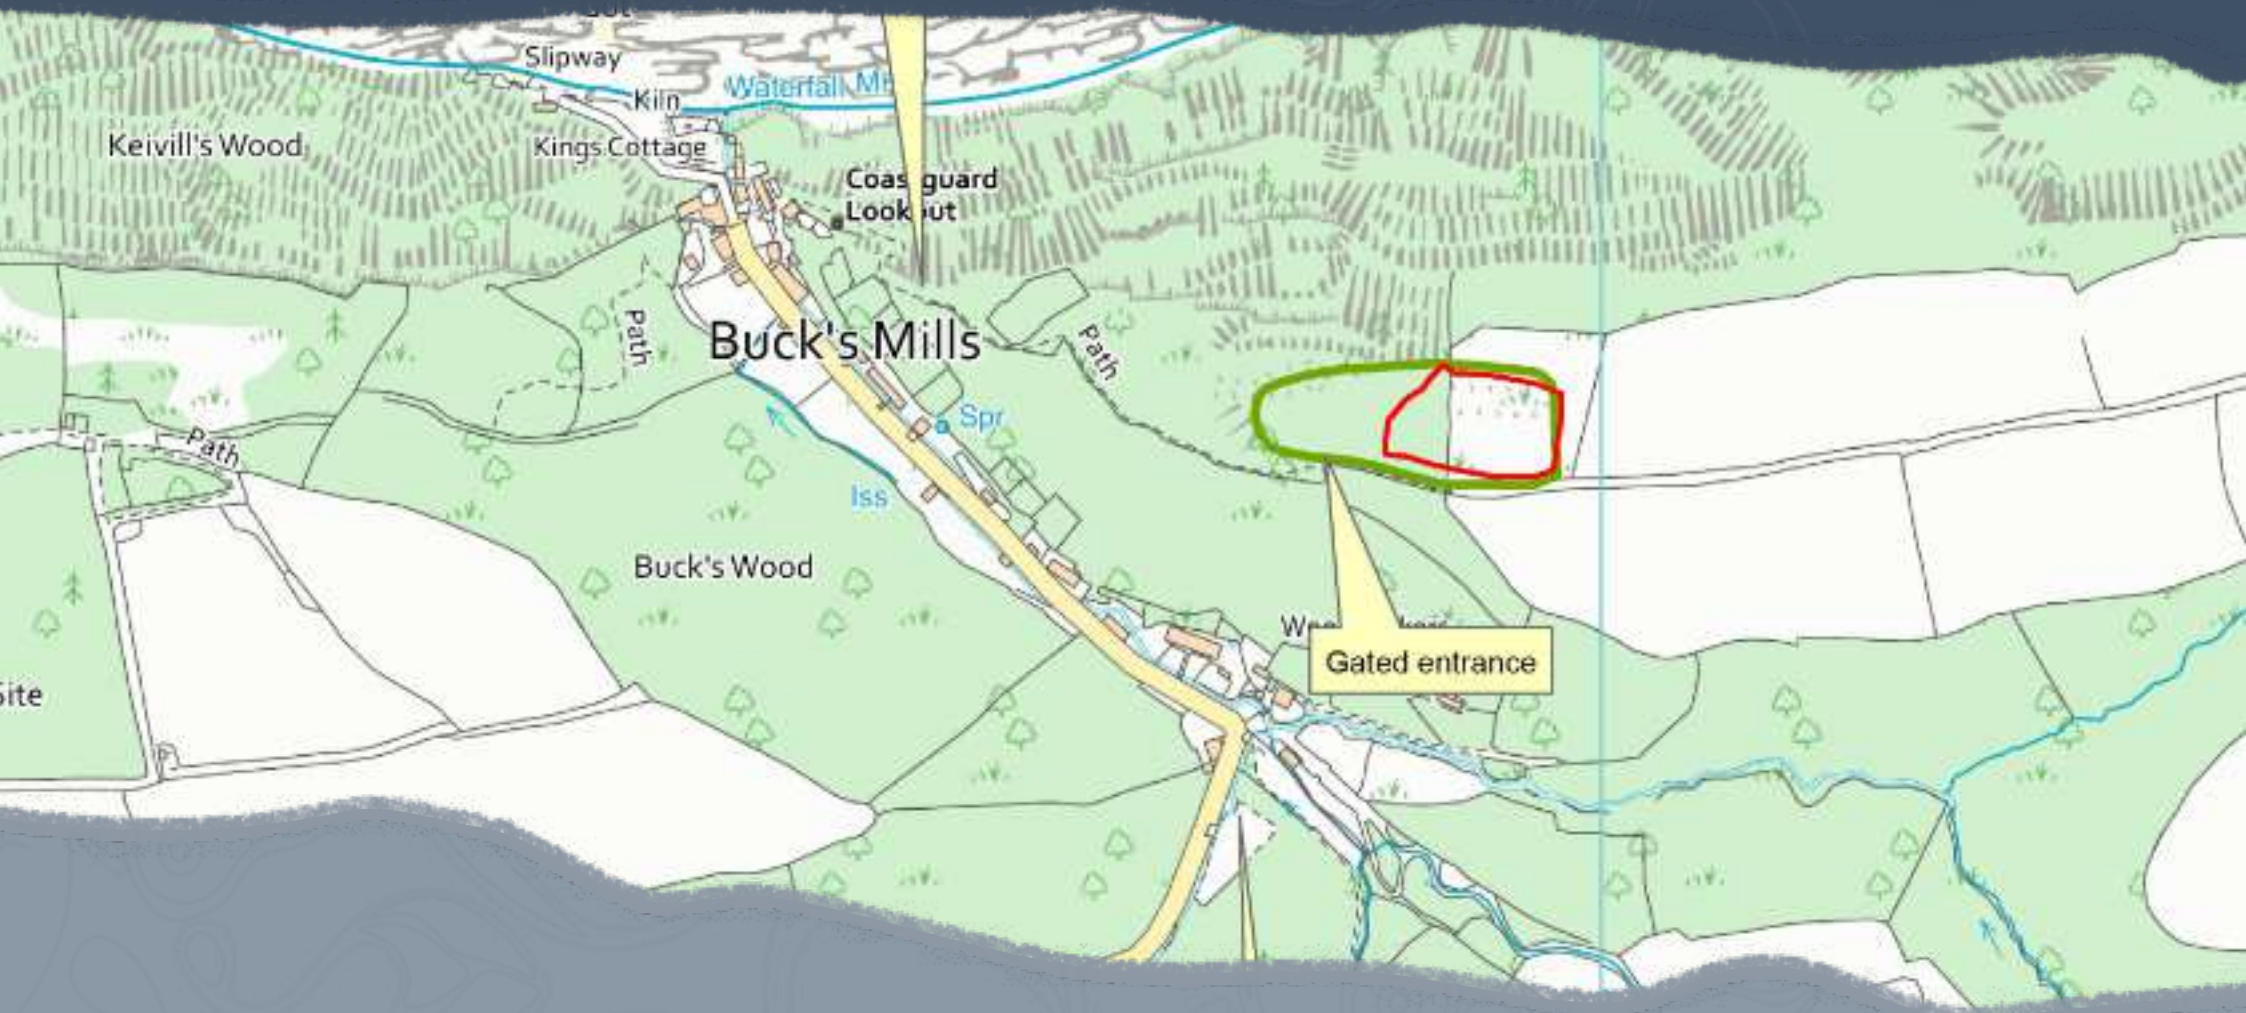 Slipway
Kiln
Waterfall
Keivill's Wood
Kings Cottage
Coastguard
Lookout
Path
Buck's Mills
Path
Spr
Path
Iss
Buck's Wood
Gated entrance
Site